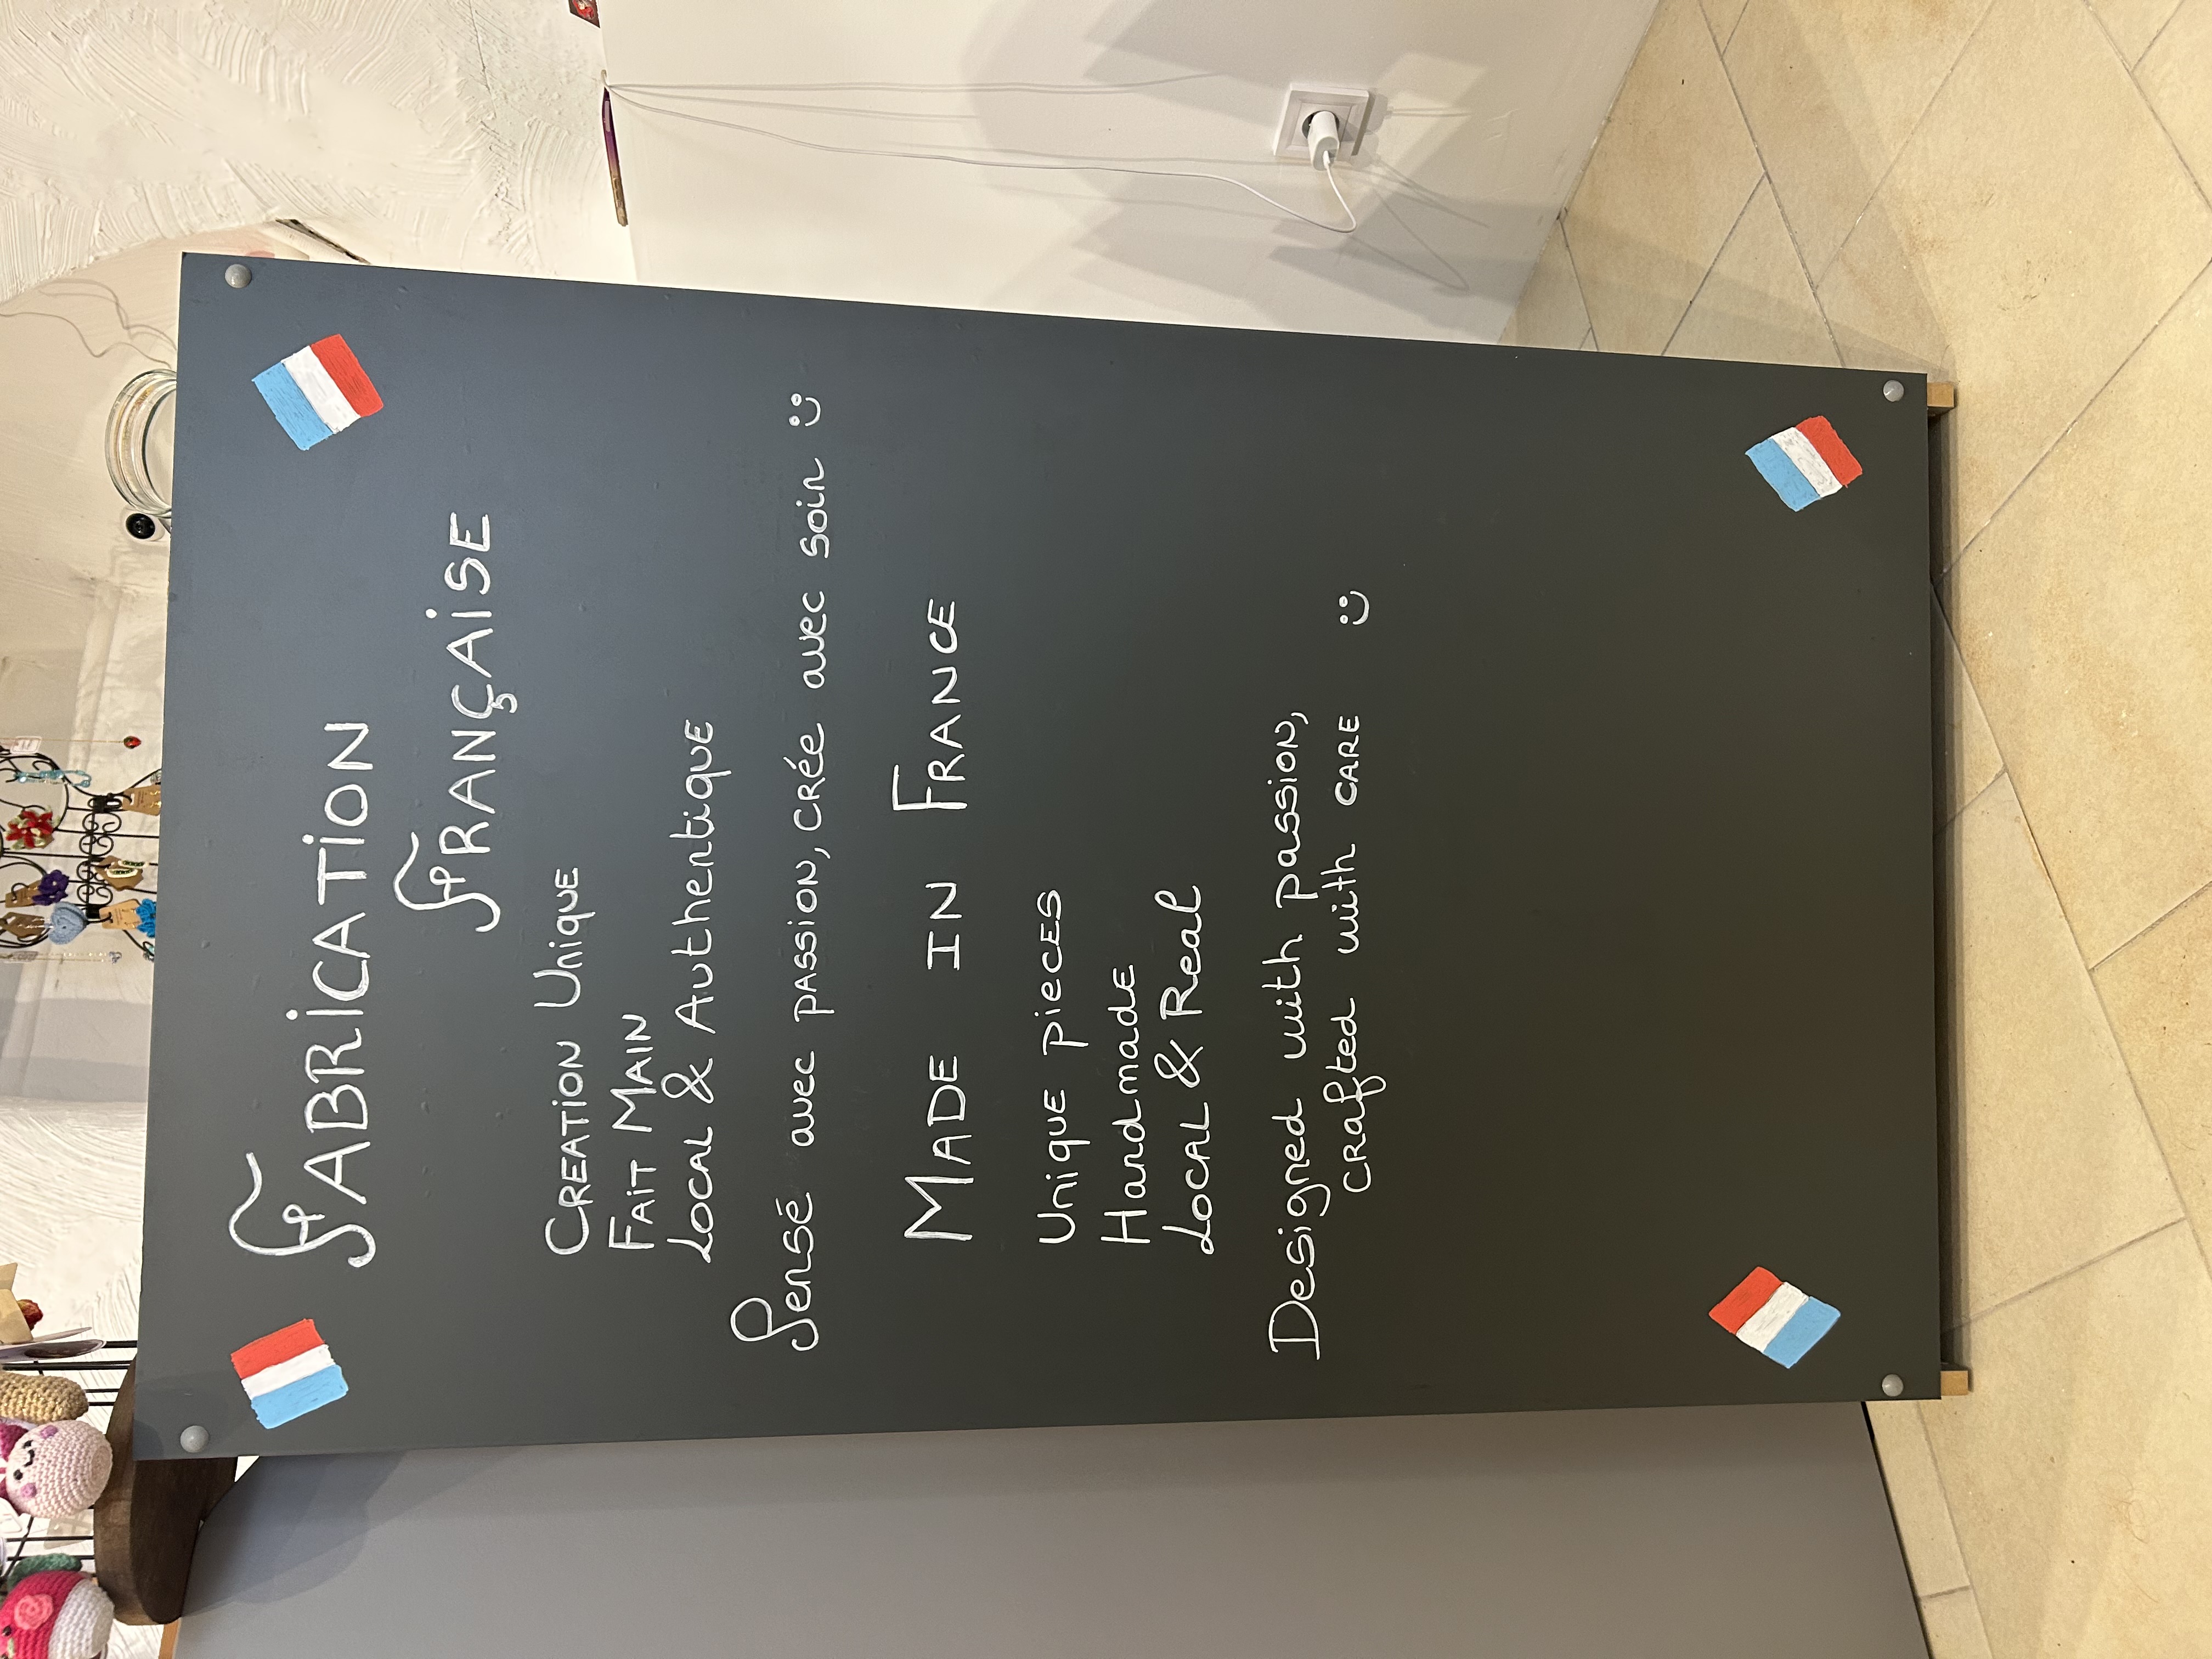 FABRICATION
FRANÇAISE
CREATION UNIQUE
FAIT MAIN
LOCAL & Authentique
Sensé avec passion, crée avec soin :)
MADE IN FRANCE
Unique pieces
Handmade
Local & Real
Designed with passion,
crafted with care :)